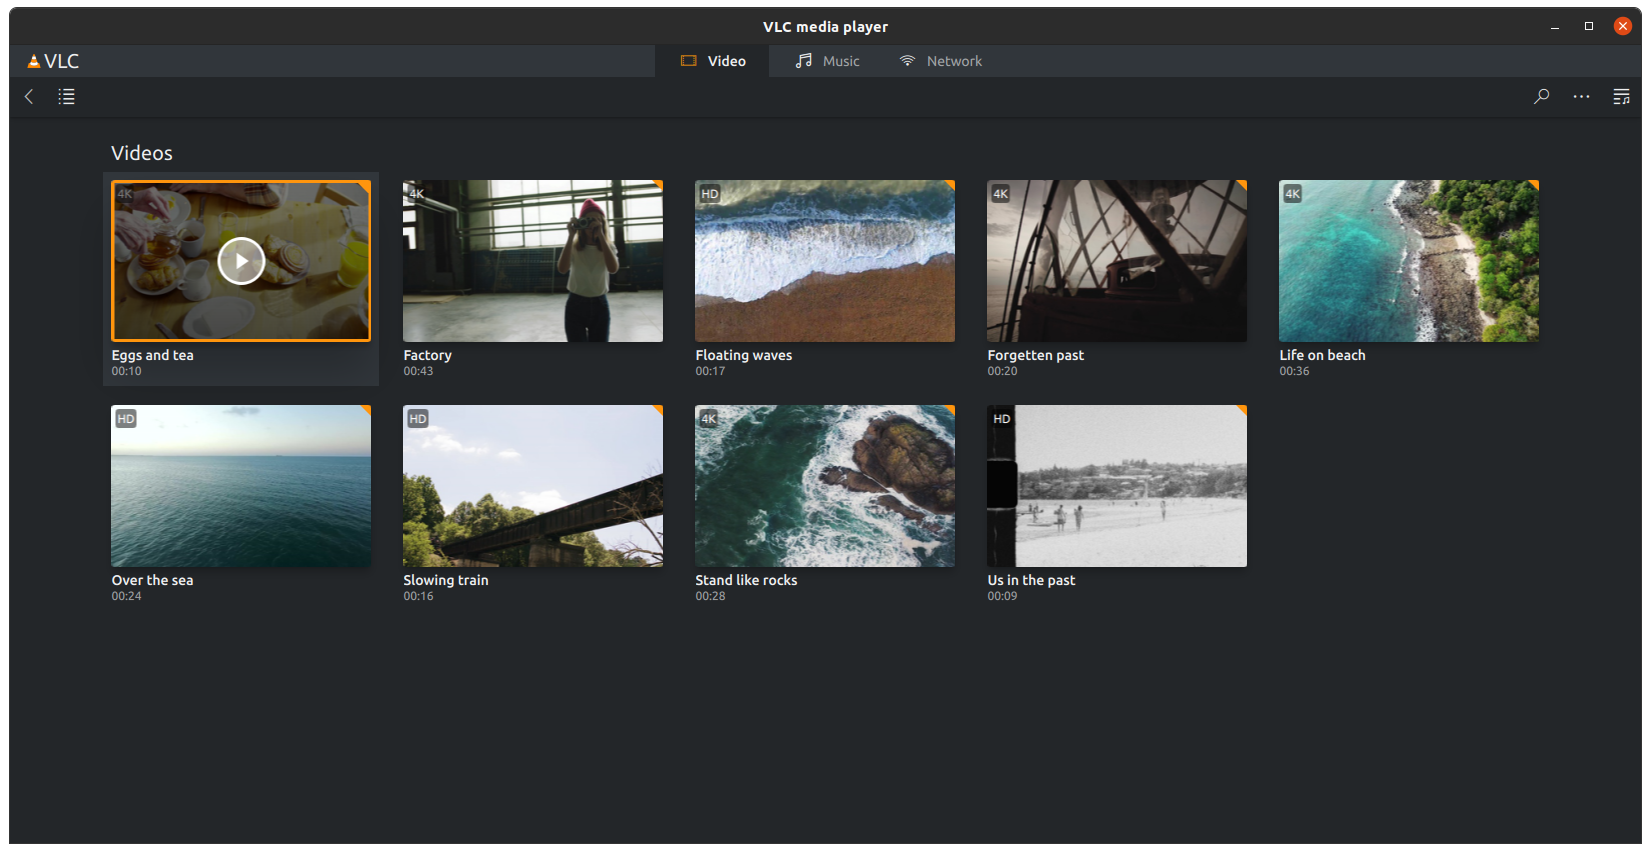 VLC media player
VLC
Video
Music
Network
Videos
4K
Eggs and tea
00:10
4K
Factory
00:43
HD
Floating waves
00:17
4K
Forgetten past
00:20
4K
Life on beach
00:36
HD
Over the sea
00:24
HD
Slowing train
00:16
4K
Stand like rocks
00:28
HD
Us in the past
00:09